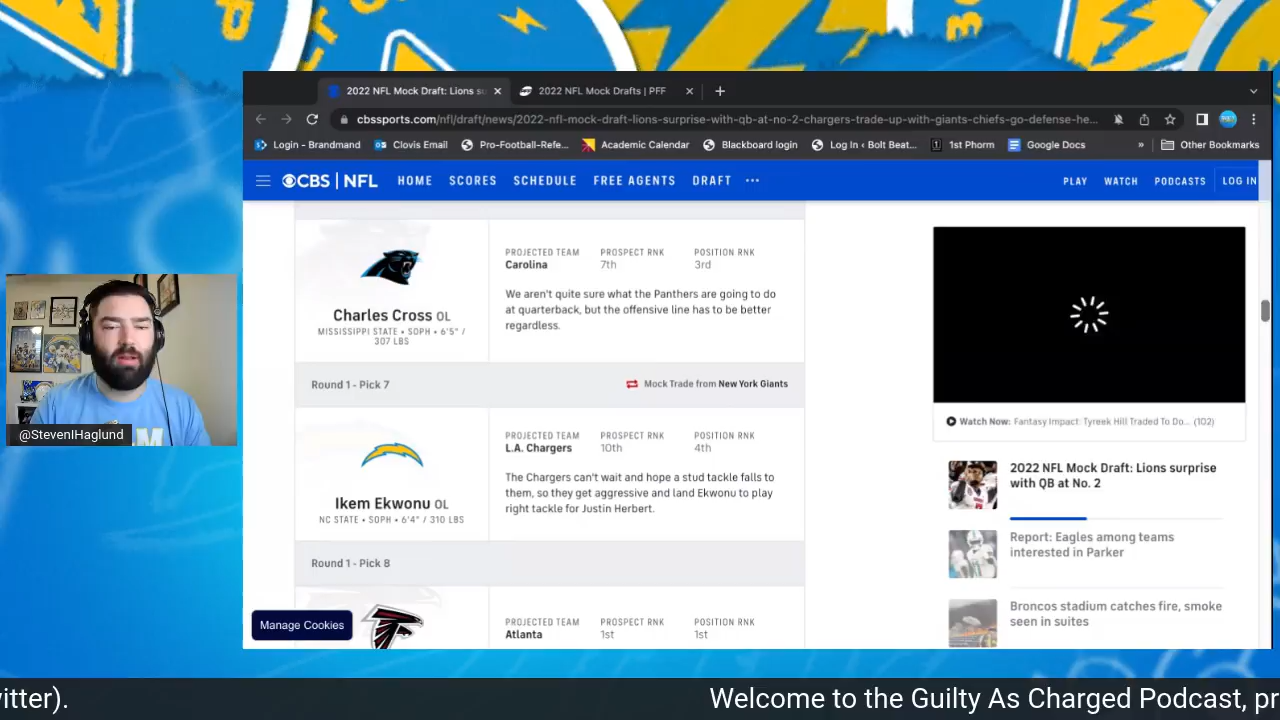 2022 NFL Mock Draft: Lions su
2022 NFL Mock Drafts | PFF
cbssports.com/nfl/draft/news/2022-nfl-mock-draft-lions-surprise-with-qb-at-no-2-chargers-trade-up-with-giants-chiefs-go-defense-he...
Login - Brandmand
Clovis Email
Pro-Football-Refe...
Academic Calendar
Blackboard login
Log In ‹ Bolt Beat...
1st Phorm
Google Docs
»
Other Bookmarks
CBS | NFL
HOME
SCORES
SCHEDULE
FREE AGENTS
DRAFT
PLAY
WATCH
PODCASTS
LOG IN
Charles Cross OL
MISSISSIPPI STATE • SOPH • 6'5" /
307 LBS
PROJECTED TEAM PROSPECT RNK POSITION RNK
Carolina 7th 3rd
We aren't quite sure what the Panthers are going to do
at quarterback, but the offensive line has to be better
regardless.
Round 1 - Pick 7
Mock Trade from New York Giants
Ikem Ekwonu OL
NC STATE • SOPH • 6'4" / 310 LBS
PROJECTED TEAM PROSPECT RNK POSITION RNK
L.A. Chargers 10th 4th
The Chargers can't wait and hope a stud tackle falls to
them, so they get aggressive and land Ekwonu to play
right tackle for Justin Herbert.
Round 1 - Pick 8
PROJECTED TEAM PROSPECT RNK POSITION RNK
Atlanta 1st 1st
Manage Cookies
Watch Now: Fantasy Impact: Tyreek Hill Traded To Do... (102)
2022 NFL Mock Draft: Lions surprise
with QB at No. 2
Report: Eagles among teams
interested in Parker
Broncos stadium catches fire, smoke
seen in suites
@StevenIHaglund
itter).
Welcome to the Guilty As Charged Podcast, pr